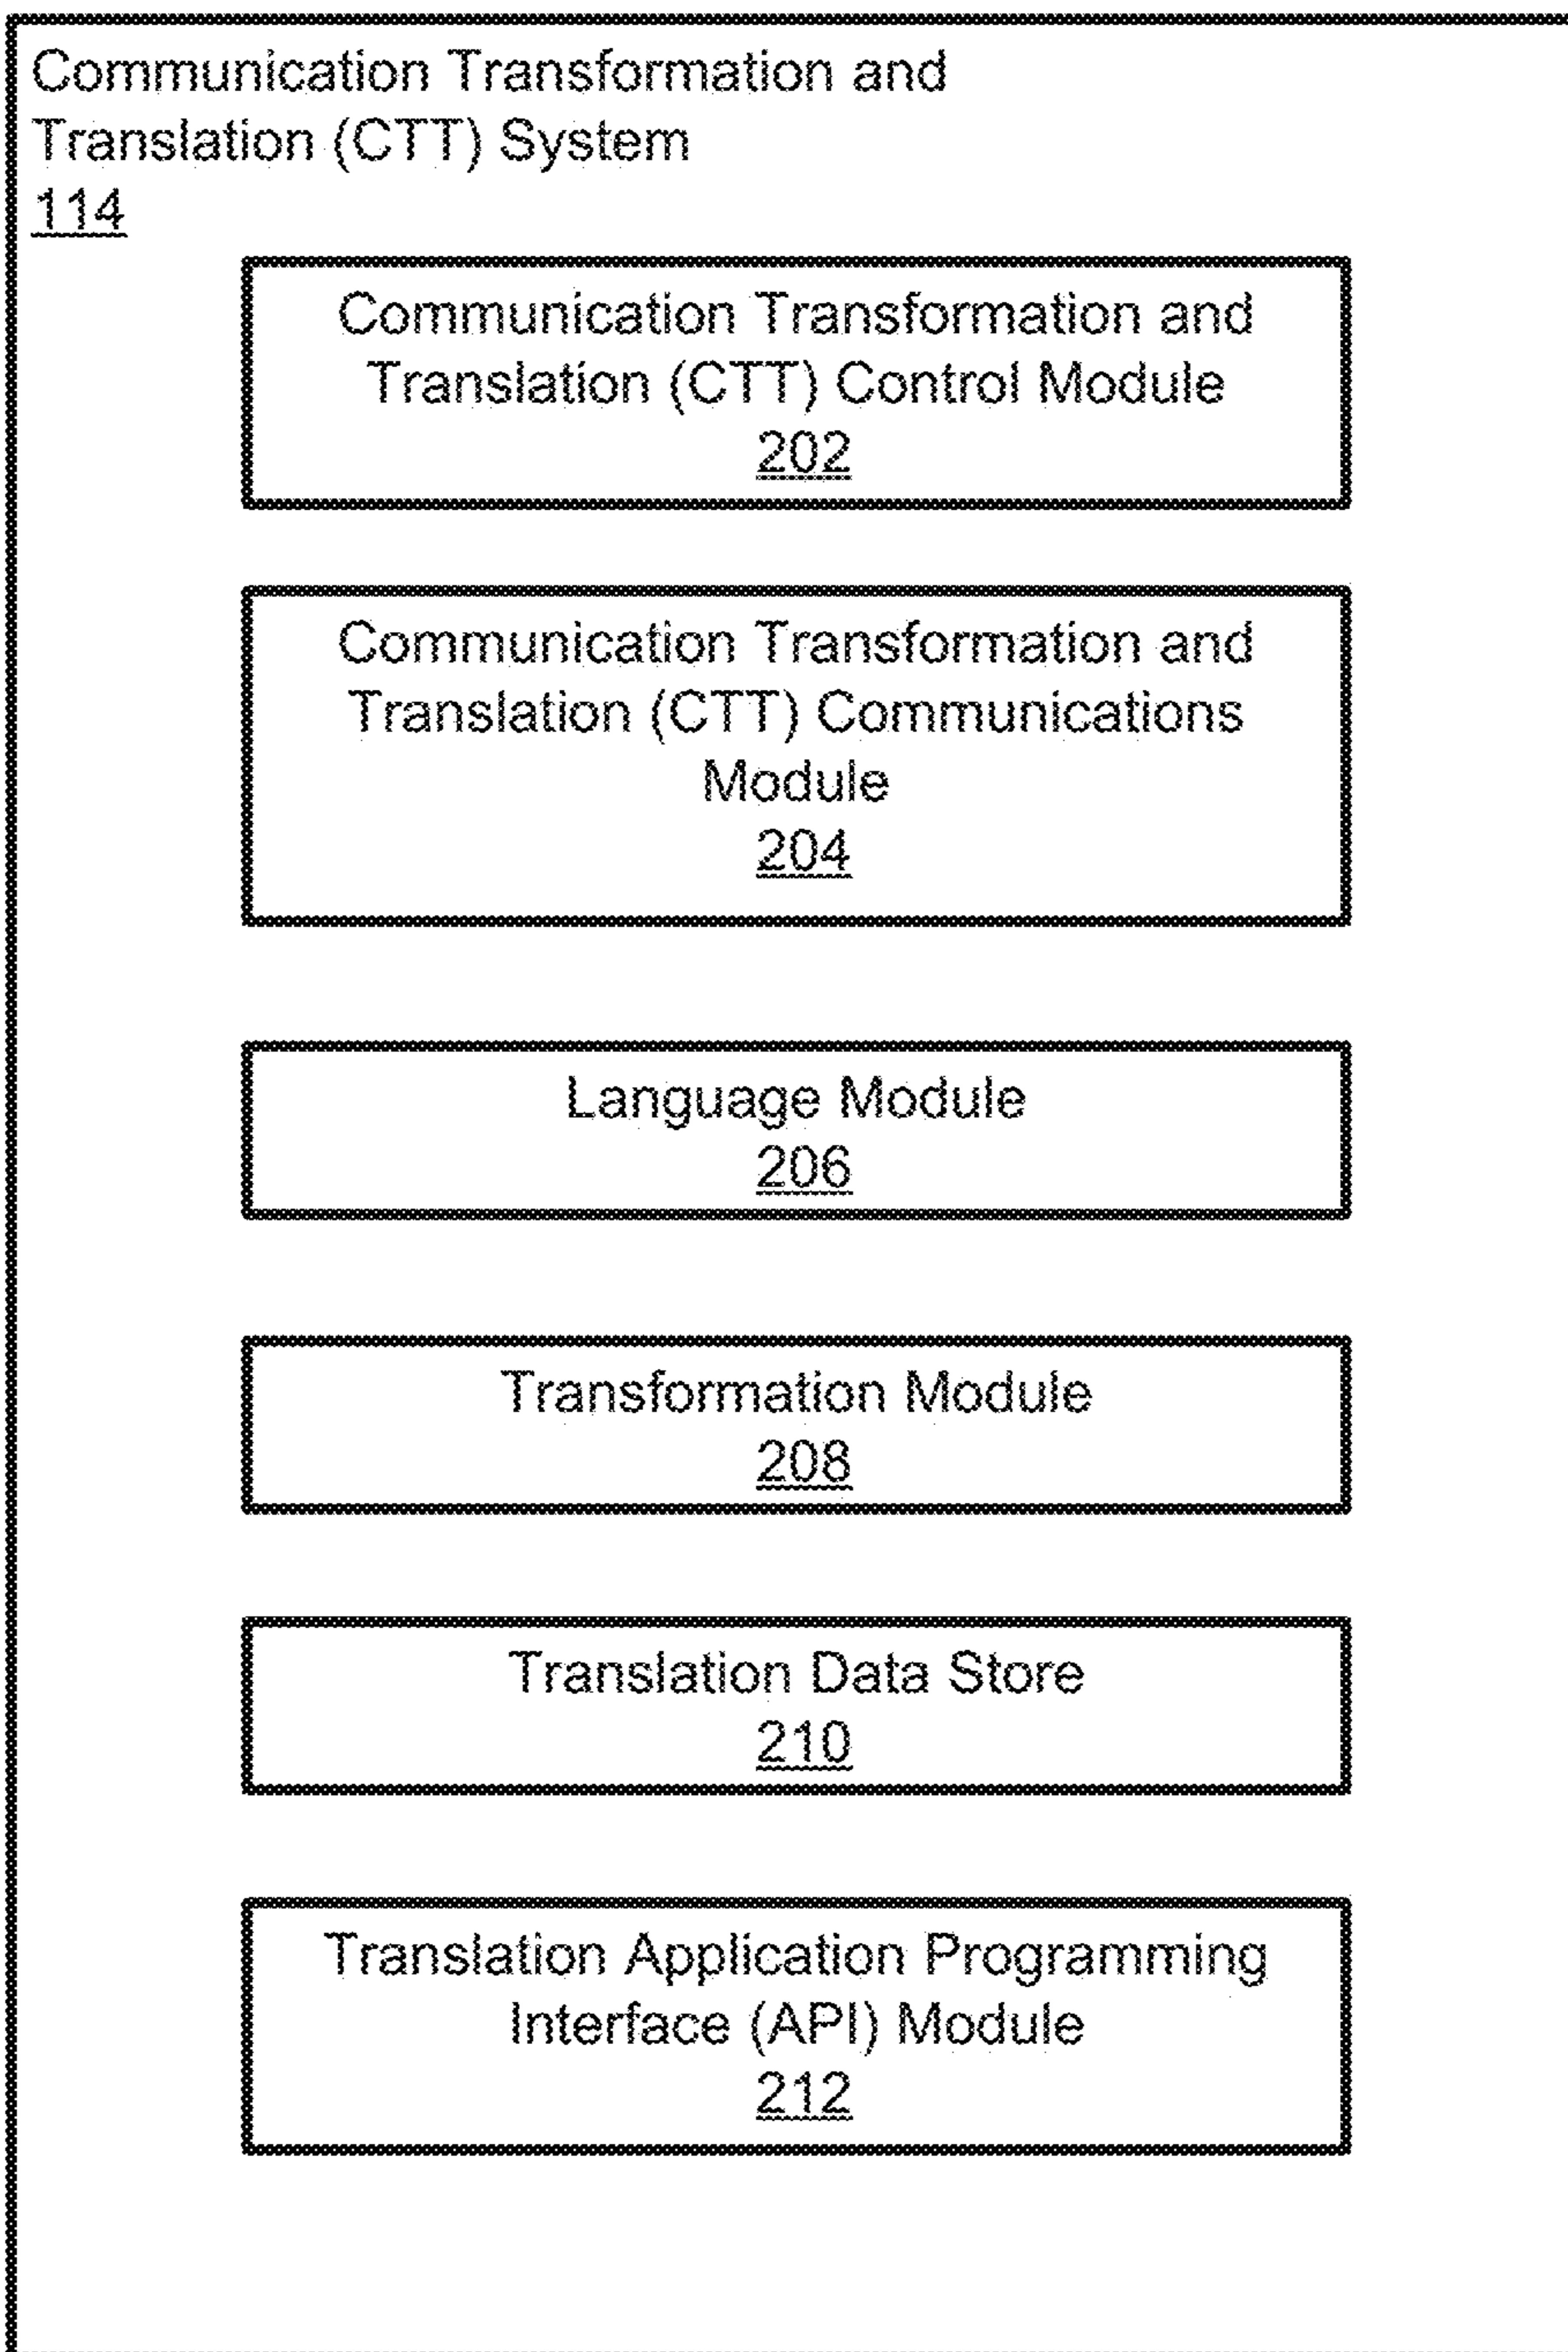 Communication Transformation and
Translation (CTT) System
114
Communication Transformation and
Translation (CTT) Control Module
202
Communication Transformation and
Translation (CTT) Communications
Module
204
Language Module
206
Transformation Module
208
Translation Data Store
210
Translation Application Programming
Interface (API) Module
212